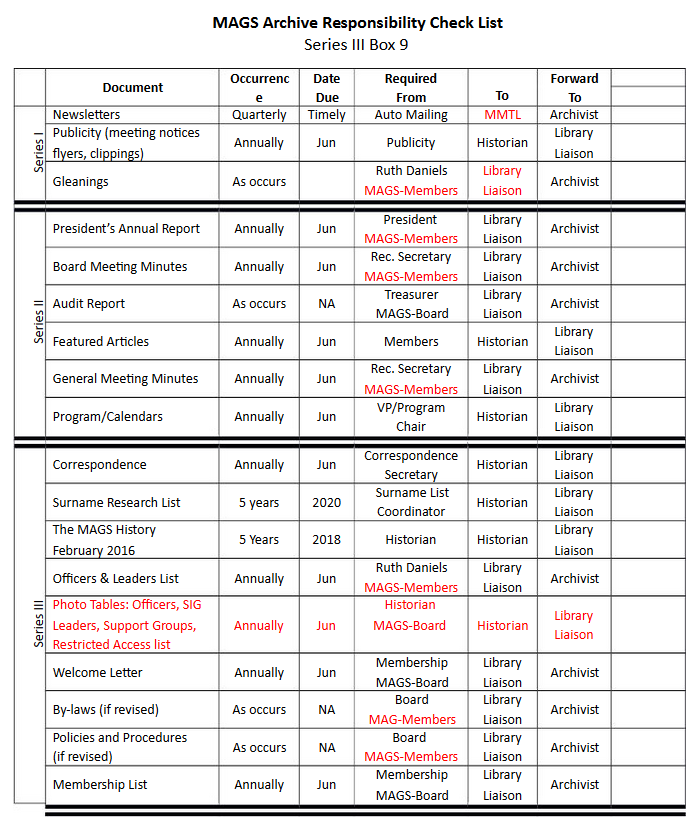 MAGS Archive Responsibility Check List
Series III Box 9
Document Occurrenc e Date Due Required From To Forward To
Series I
Newsletters Quarterly Timely Auto Mailing MMTL Archivist
Publicity (meeting notices flyers, clippings) Annually Jun Publicity Historian Library Liaison
Gleanings As occurs Ruth Daniels MAGS-Members Library Liaison Archivist
Series II
President’s Annual Report Annually Jun President MAGS-Members Library Liaison Archivist
Board Meeting Minutes Annually Jun Rec. Secretary MAGS-Members Library Liaison Archivist
Audit Report As occurs NA Treasurer MAGS-Board Library Liaison Archivist
Featured Articles Annually Jun Members Historian Library Liaison
General Meeting Minutes Annually Jun Rec. Secretary MAGS-Members Library Liaison Archivist
Program/Calendars Annually Jun VP/Program Chair Historian Library Liaison
Series III
Correspondence Annually Jun Correspondence Secretary Historian Library Liaison
Surname Research List 5 years 2020 Surname List Coordinator Historian Library Liaison
The MAGS History February 2016 5 Years 2018 Historian Historian Library Liaison
Officers & Leaders List Annually Jun Ruth Daniels MAGS-Members Library Liaison Archivist
Photo Tables: Officers, SIG Leaders, Support Groups, Restricted Access list Annually Jun Historian MAGS-Board Historian Library Liaison
Welcome Letter Annually Jun Membership MAGS-Board Library Liaison Archivist
By-laws (if revised) As occurs NA Board MAG-Members Library Liaison Archivist
Policies and Procedures (if revised) As occurs NA Board MAGS-Members Library Liaison Archivist
Membership List Annually Jun Membership MAGS-Board Library Liaison Archivist